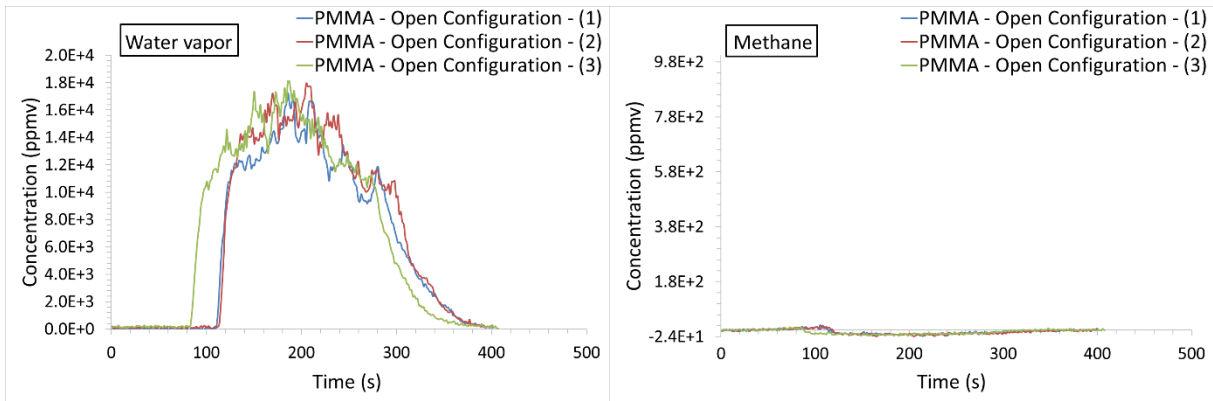 Water vapor
PMMA - Open Configuration - (1)
PMMA - Open Configuration - (2)
PMMA - Open Configuration - (3)
Concentration (ppmv)
2.0E+4
1.8E+4
1.6E+4
1.4E+4
1.2E+4
1.0E+4
8.0E+3
6.0E+3
4.0E+3
2.0E+3
0.0E+0
0 100 200 300 400 500
Time (s)
Methane
PMMA - Open Configuration - (1)
PMMA - Open Configuration - (2)
PMMA - Open Configuration - (3)
Concentration (ppmv)
9.8E+2
7.8E+2
5.8E+2
3.8E+2
1.8E+2
-2.4E+1
0 100 200 300 400 500
Time (s)